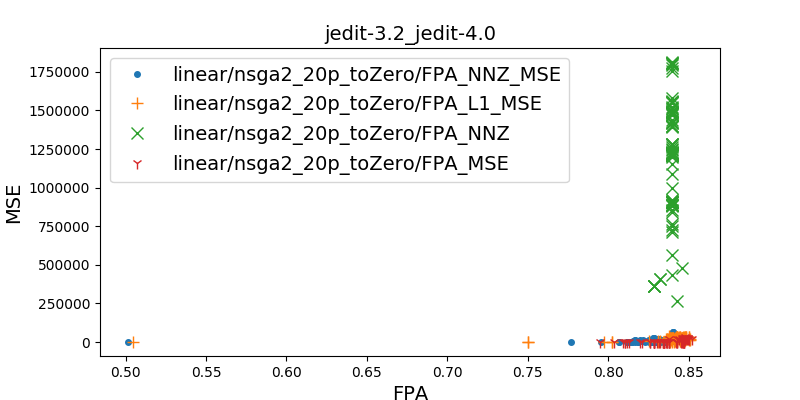 jedit-3.2_jedit-4.0
linear/nsga2_20p_toZero/FPA_NNZ_MSE
linear/nsga2_20p_toZero/FPA_L1_MSE
linear/nsga2_20p_toZero/FPA_NNZ
linear/nsga2_20p_toZero/FPA_MSE
MSE
1750000
1500000
1250000
1000000
750000
500000
250000
0
0.50 0.55 0.60 0.65 0.70 0.75 0.80 0.85
FPA